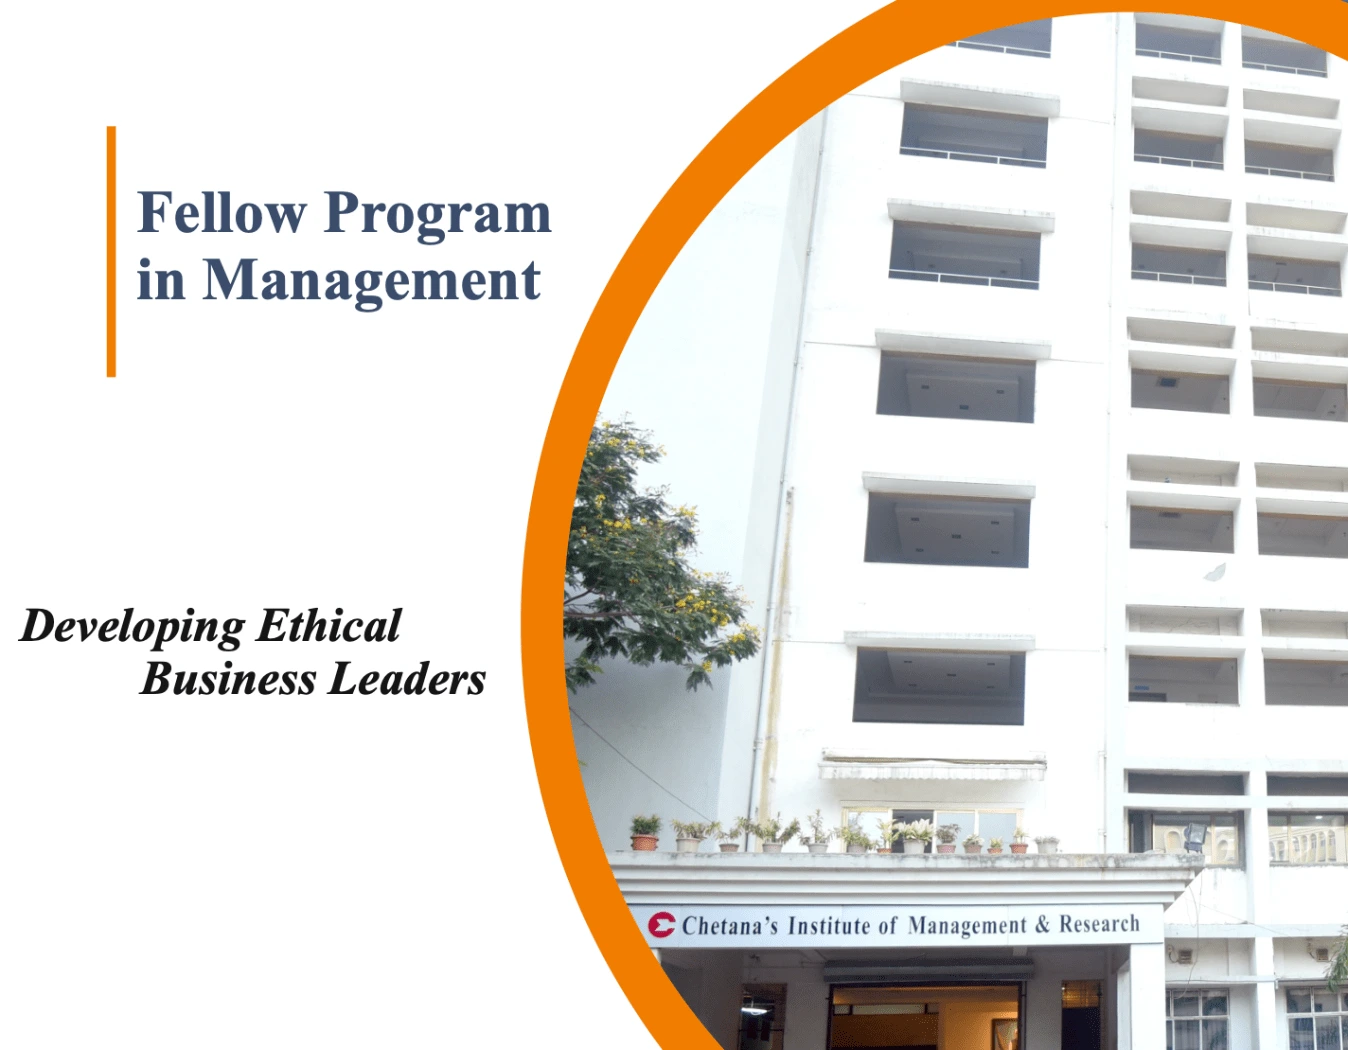 Fellow Program
in Management
Developing Ethical
Business Leaders
Chetana's Institute of Management & Research